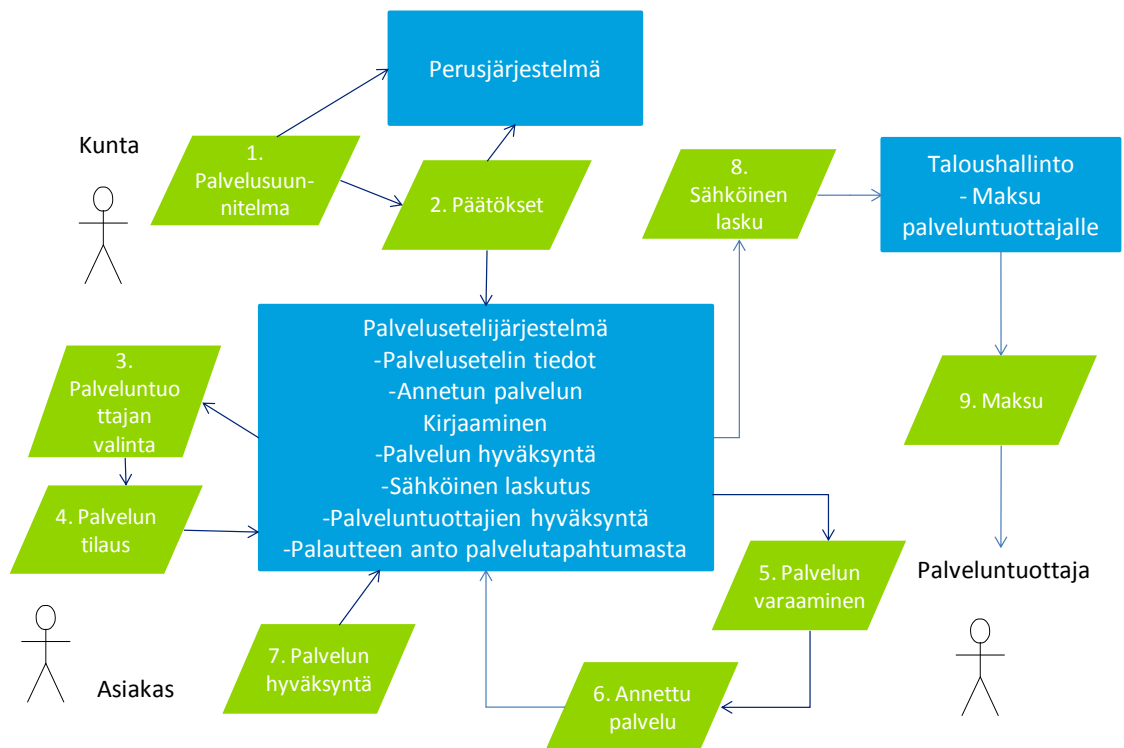 Perusjärjestelmä
Kunta
1.
Palvelusuun-
nitelma
2. Päätökset
8.
Sähköinen
lasku
Taloushallinto
- Maksu
palveluntuottajalle
Palvelusetelijärjestelmä
-Palvelusetelin tiedot
-Annetun palvelun
Kirjaaminen
-Palvelun hyväksyntä
-Sähköinen laskutus
-Palveluntuottajien hyväksyntä
-Palautteen anto palvelutapahtumasta
3.
Palveluntuo
ttajan
valinta
4. Palvelun
tilaus
9. Maksu
5. Palvelun
varaaminen
Palveluntuottaja
7. Palvelun
hyväksyntä
6. Annettu
palvelu
Asiakas